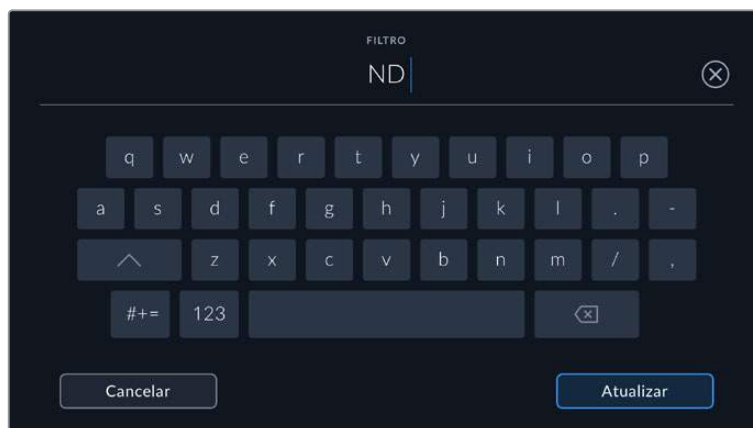 FILTRO
ND
q w e r t y u i o p
a s d f g h j k l . -
z x c v b n m / ,
#+= 123
Cancelar Atualizar